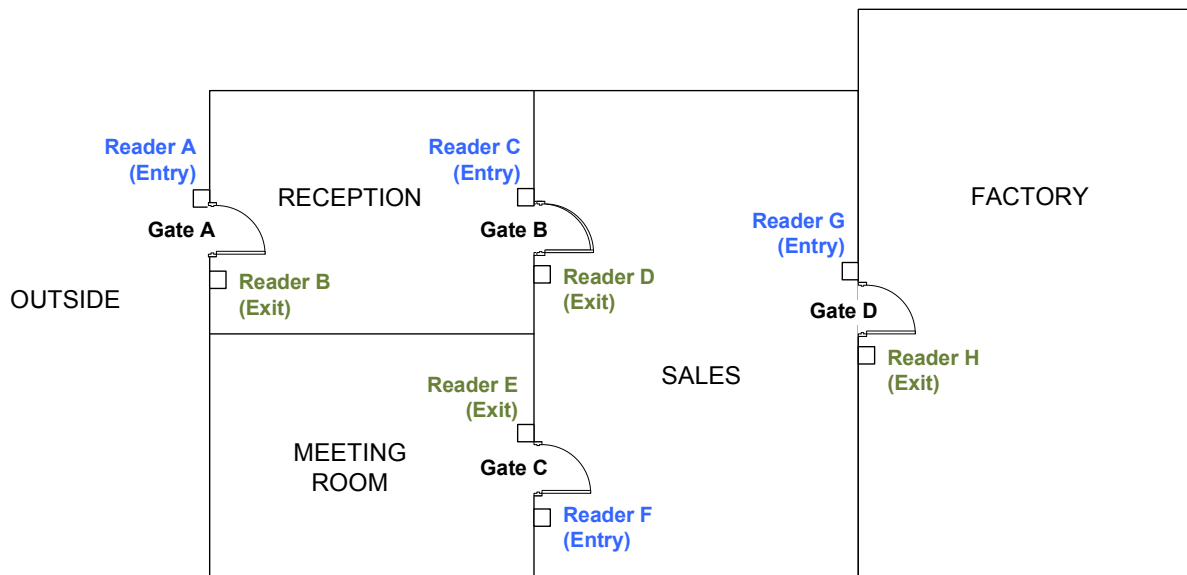 Reader A
(Entry)
Reader C
(Entry)
RECEPTION
FACTORY
Gate A
Gate B
Reader G
(Entry)
Reader B
(Exit)
Reader D
(Exit)
OUTSIDE
Gate D
Reader H
(Exit)
SALES
Reader E
(Exit)
MEETING
ROOM
Gate C
Reader F
(Entry)